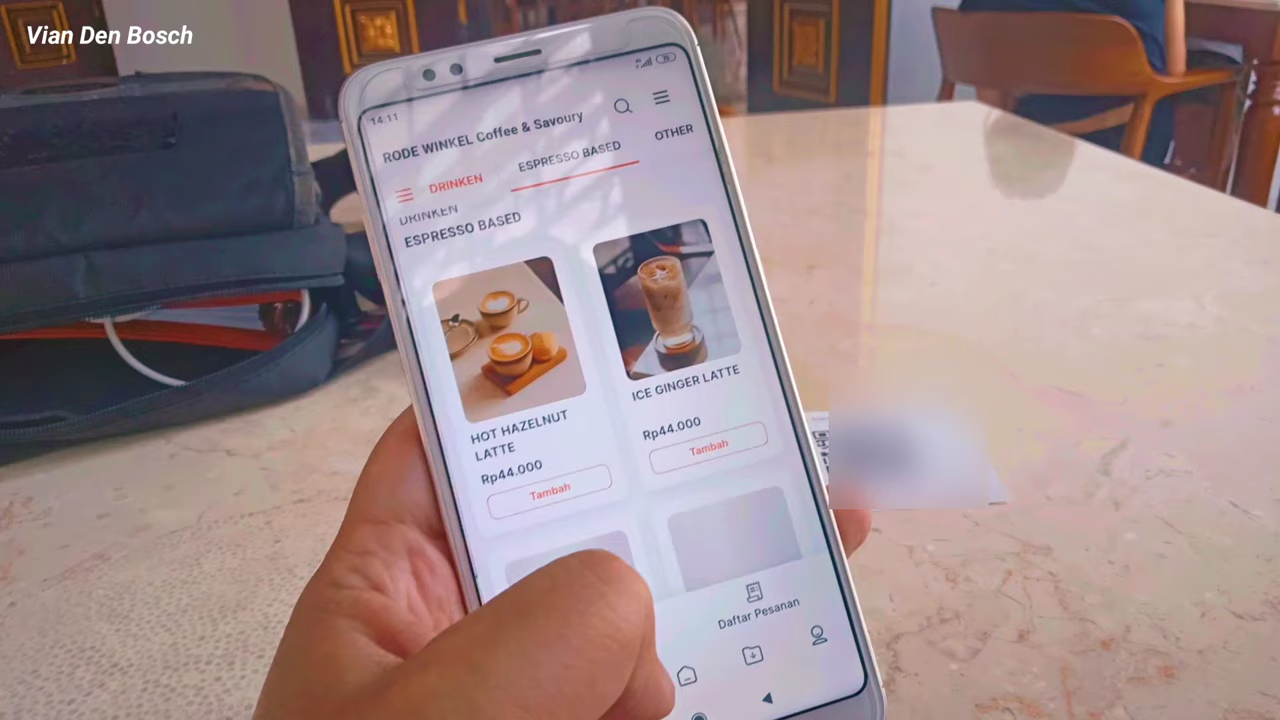 Vian Den Bosch
14:11
RODE WINKEL Coffee & Savoury
DRINKEN
ESPRESSO BASED
OTHER
DRINKEN
ESPRESSO BASED
HOT HAZELNUT
LATTE
Rp44.000
Tambah
ICE GINGER LATTE
Rp44.000
Tambah
Daftar Pesanan